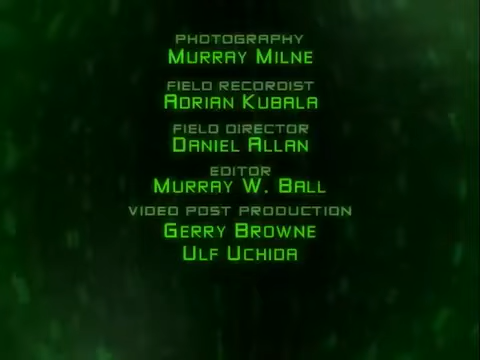 PHOTOGRAPHY
MURRAY MILNE
FIELD RECORDIST
ADRIAN KUBALA
FIELD DIRECTOR
DANIEL ALLAN
EDITOR
MURRAY W. BALL
VIDEO POST PRODUCTION
GERRY BROWNE
ULF UCHIDA